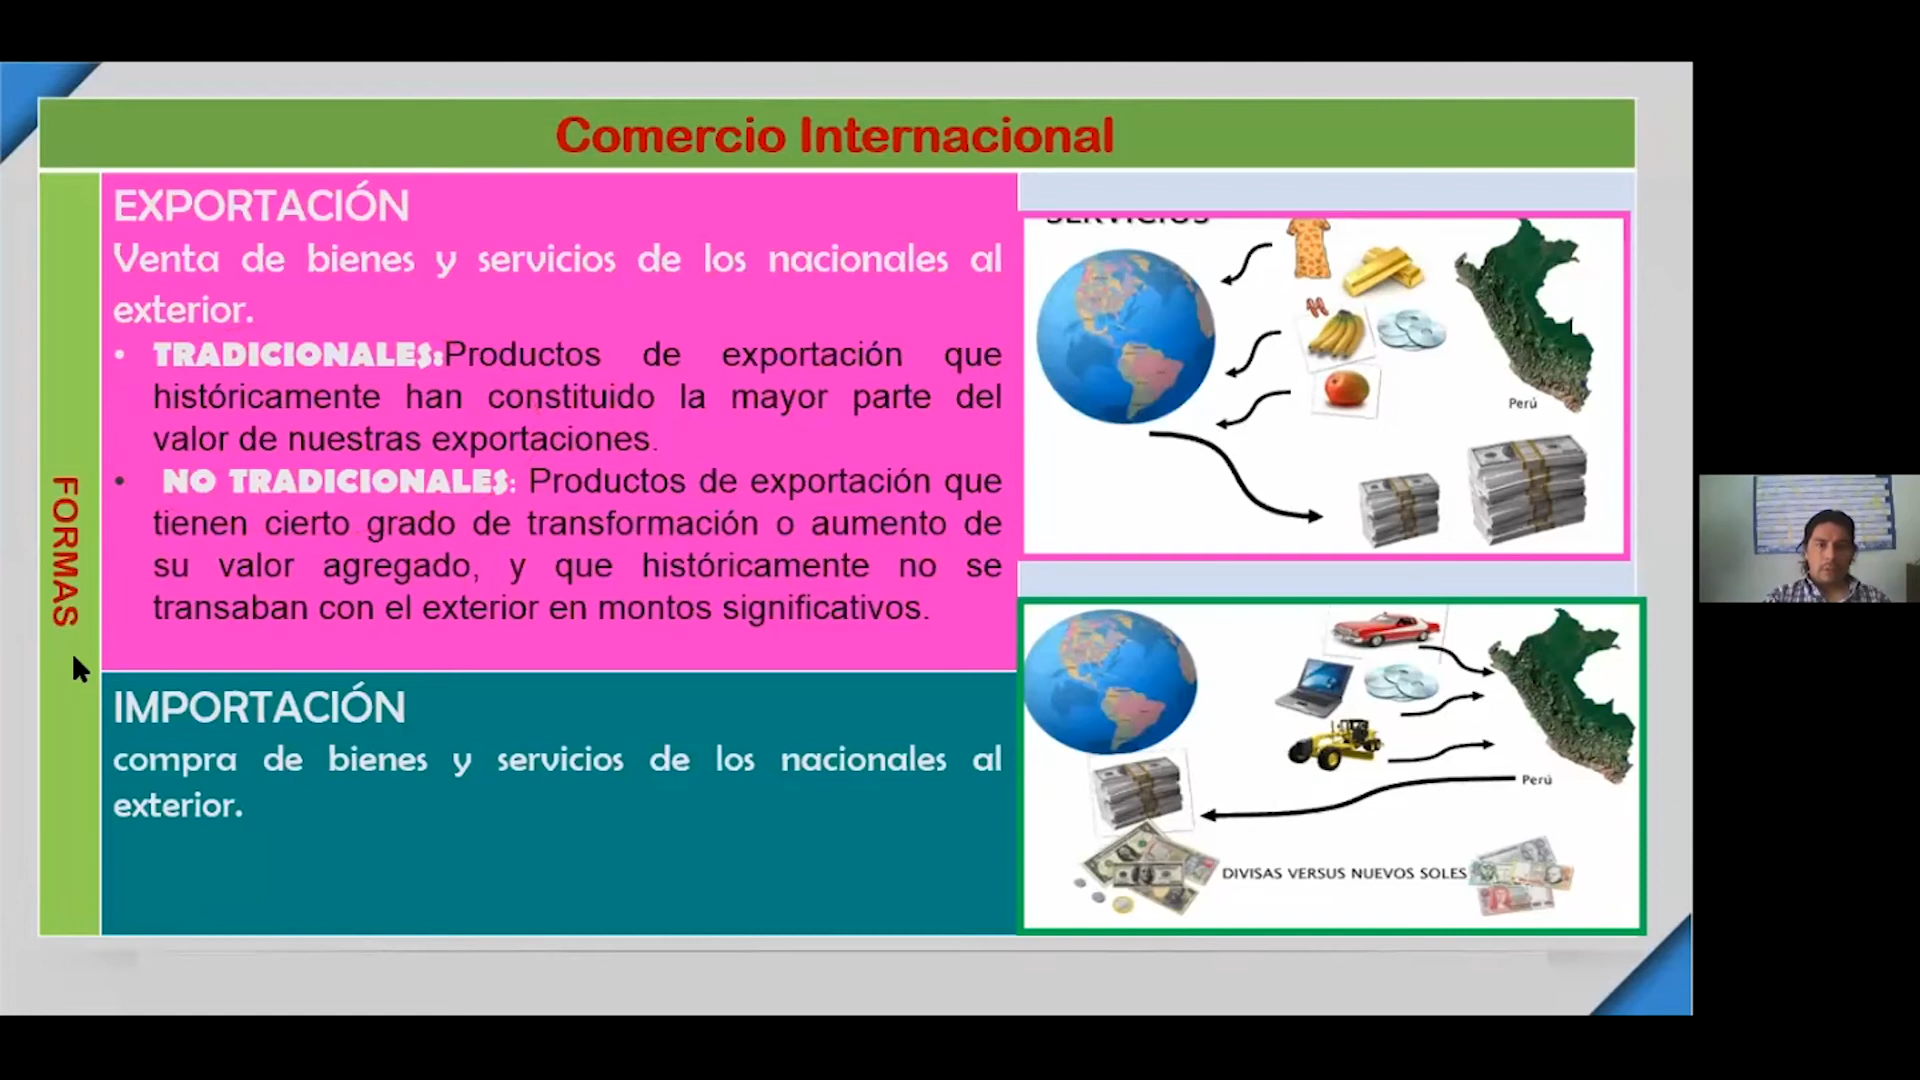 Comercio Internacional
FORMAS
EXPORTACIÓN
Venta de bienes y servicios de los nacionales al
exterior.
• TRADICIONALES:Productos de exportación que
históricamente han constituido la mayor parte del
valor de nuestras exportaciones.
• NO TRADICIONALES: Productos de exportación que
tienen cierto grado de transformación o aumento de
su valor agregado, y que históricamente no se
transaban con el exterior en montos significativos.
IMPORTACIÓN
compra de bienes y servicios de los nacionales al
exterior.
SERVICIOS
Perú
Perú
DIVISAS VERSUS NUEVOS SOLES